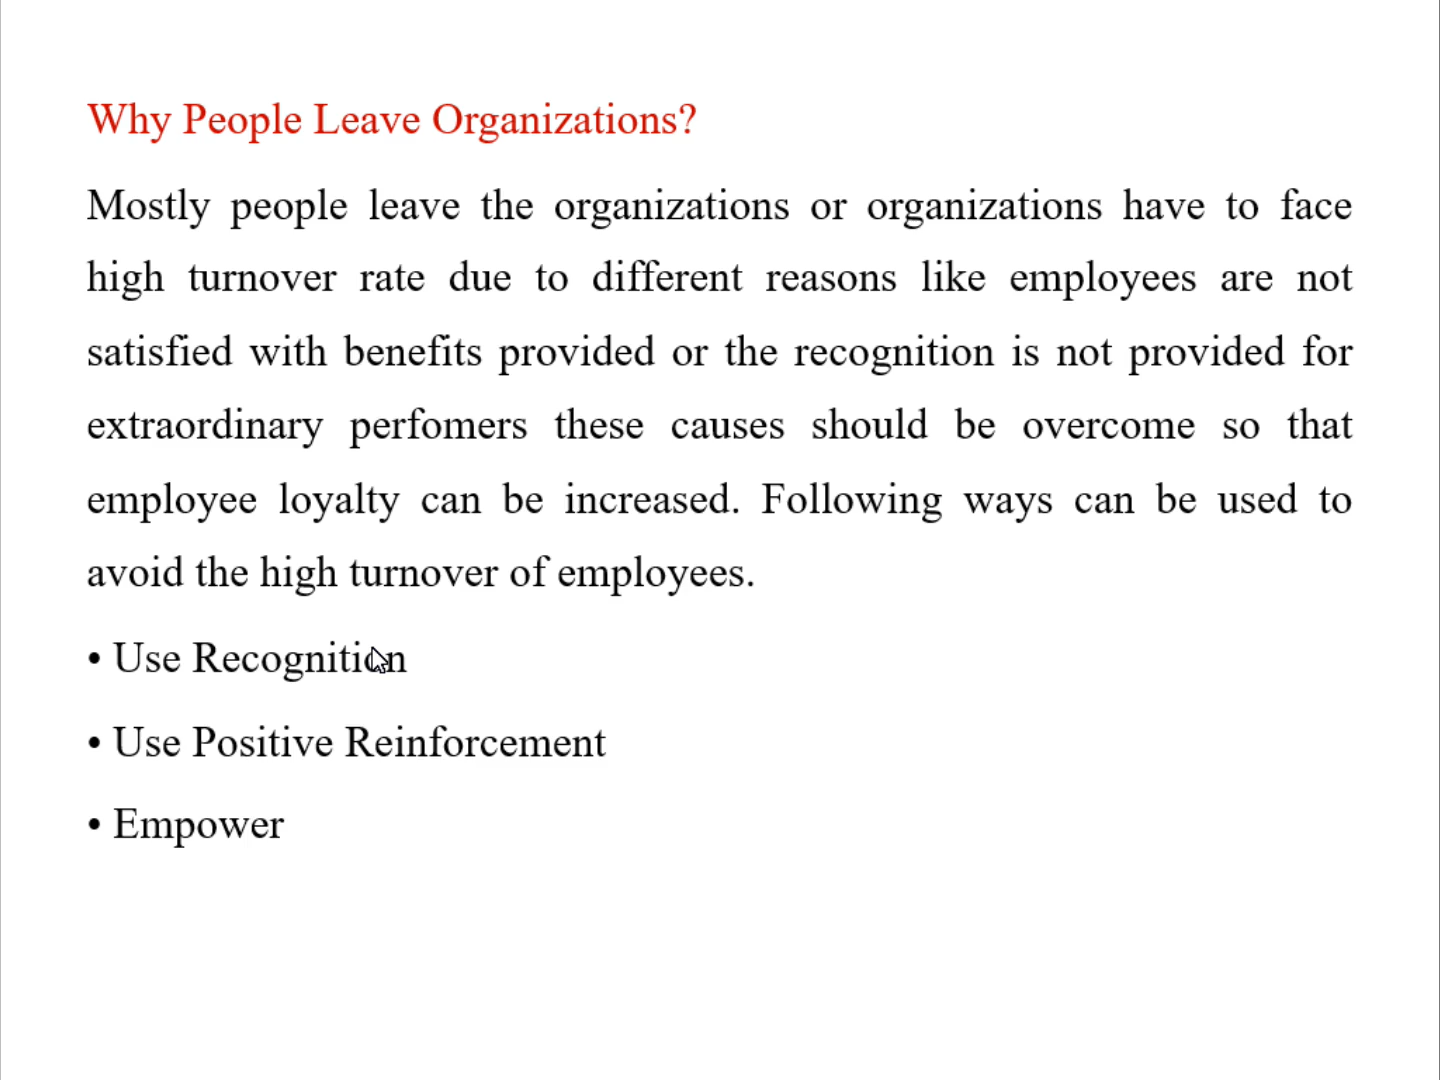 Why People Leave Organizations?
Mostly people leave the organizations or organizations have to face
high turnover rate due to different reasons like employees are not
satisfied with benefits provided or the recognition is not provided for
extraordinary perfomers these causes should be overcome so that
employee loyalty can be increased. Following ways can be used to
avoid the high turnover of employees.
• Use Recognition
• Use Positive Reinforcement
• Empower